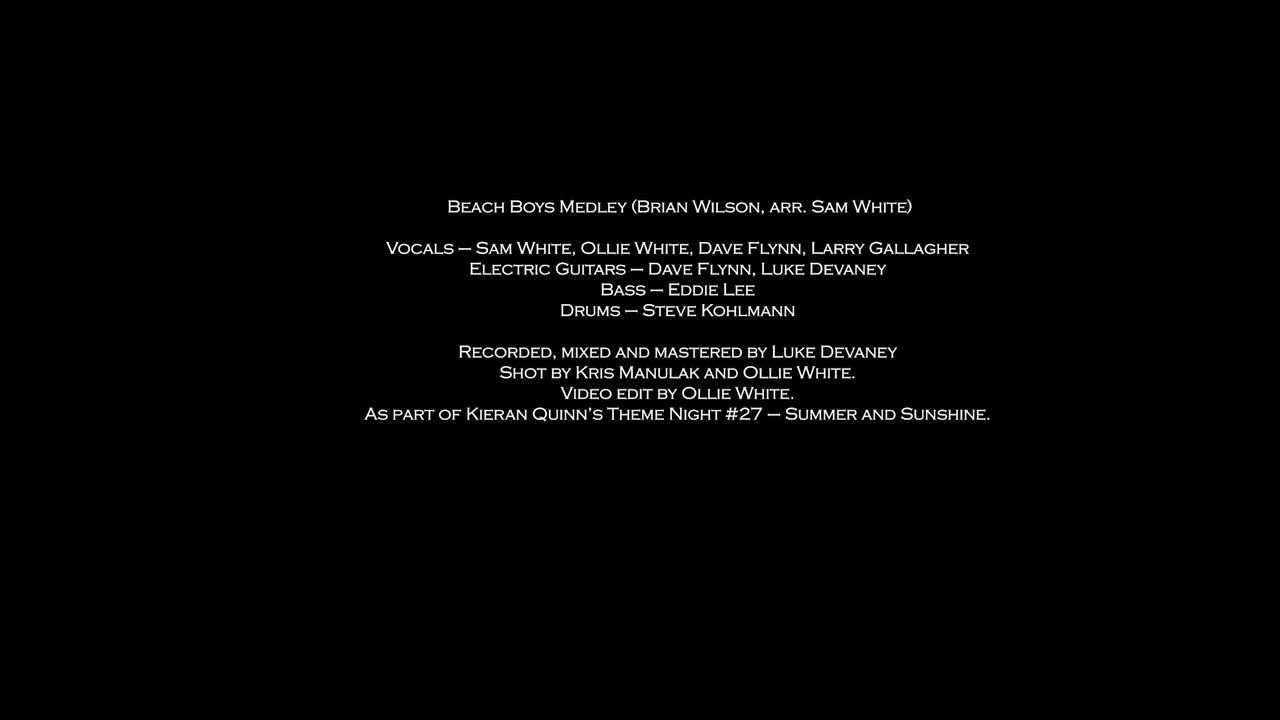 Beach Boys Medley (Brian Wilson, arr. Sam White)
Vocals – Sam White, Ollie White, Dave Flynn, Larry Gallagher
Electric Guitars – Dave Flynn, Luke Devaney
Bass – Eddie Lee
Drums – Steve Kohlmann
Recorded, mixed and mastered by Luke Devaney
Shot by Kris Manulak and Ollie White.
Video edit by Ollie White.
As part of Kieran Quinn's Theme Night #27 – Summer and Sunshine.